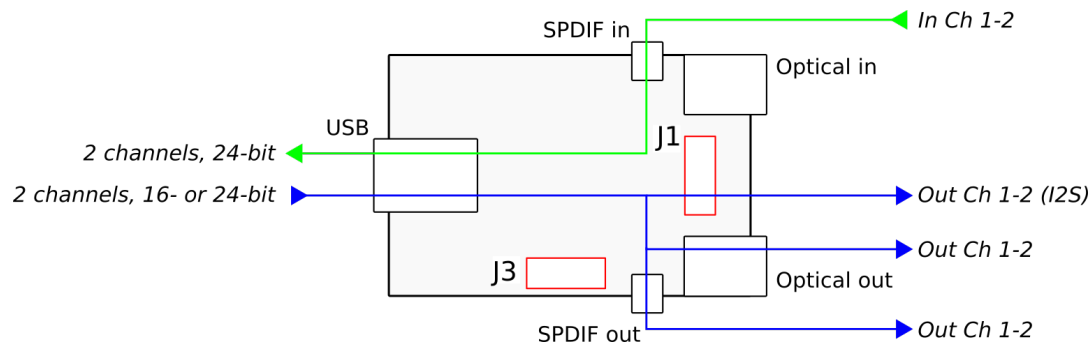 In Ch 1-2
SPDIF in
Optical in
USB
J1
2 channels, 24-bit
2 channels, 16- or 24-bit
Out Ch 1-2 (I2S)
Out Ch 1-2
J3
Optical out
SPDIF out
Out Ch 1-2